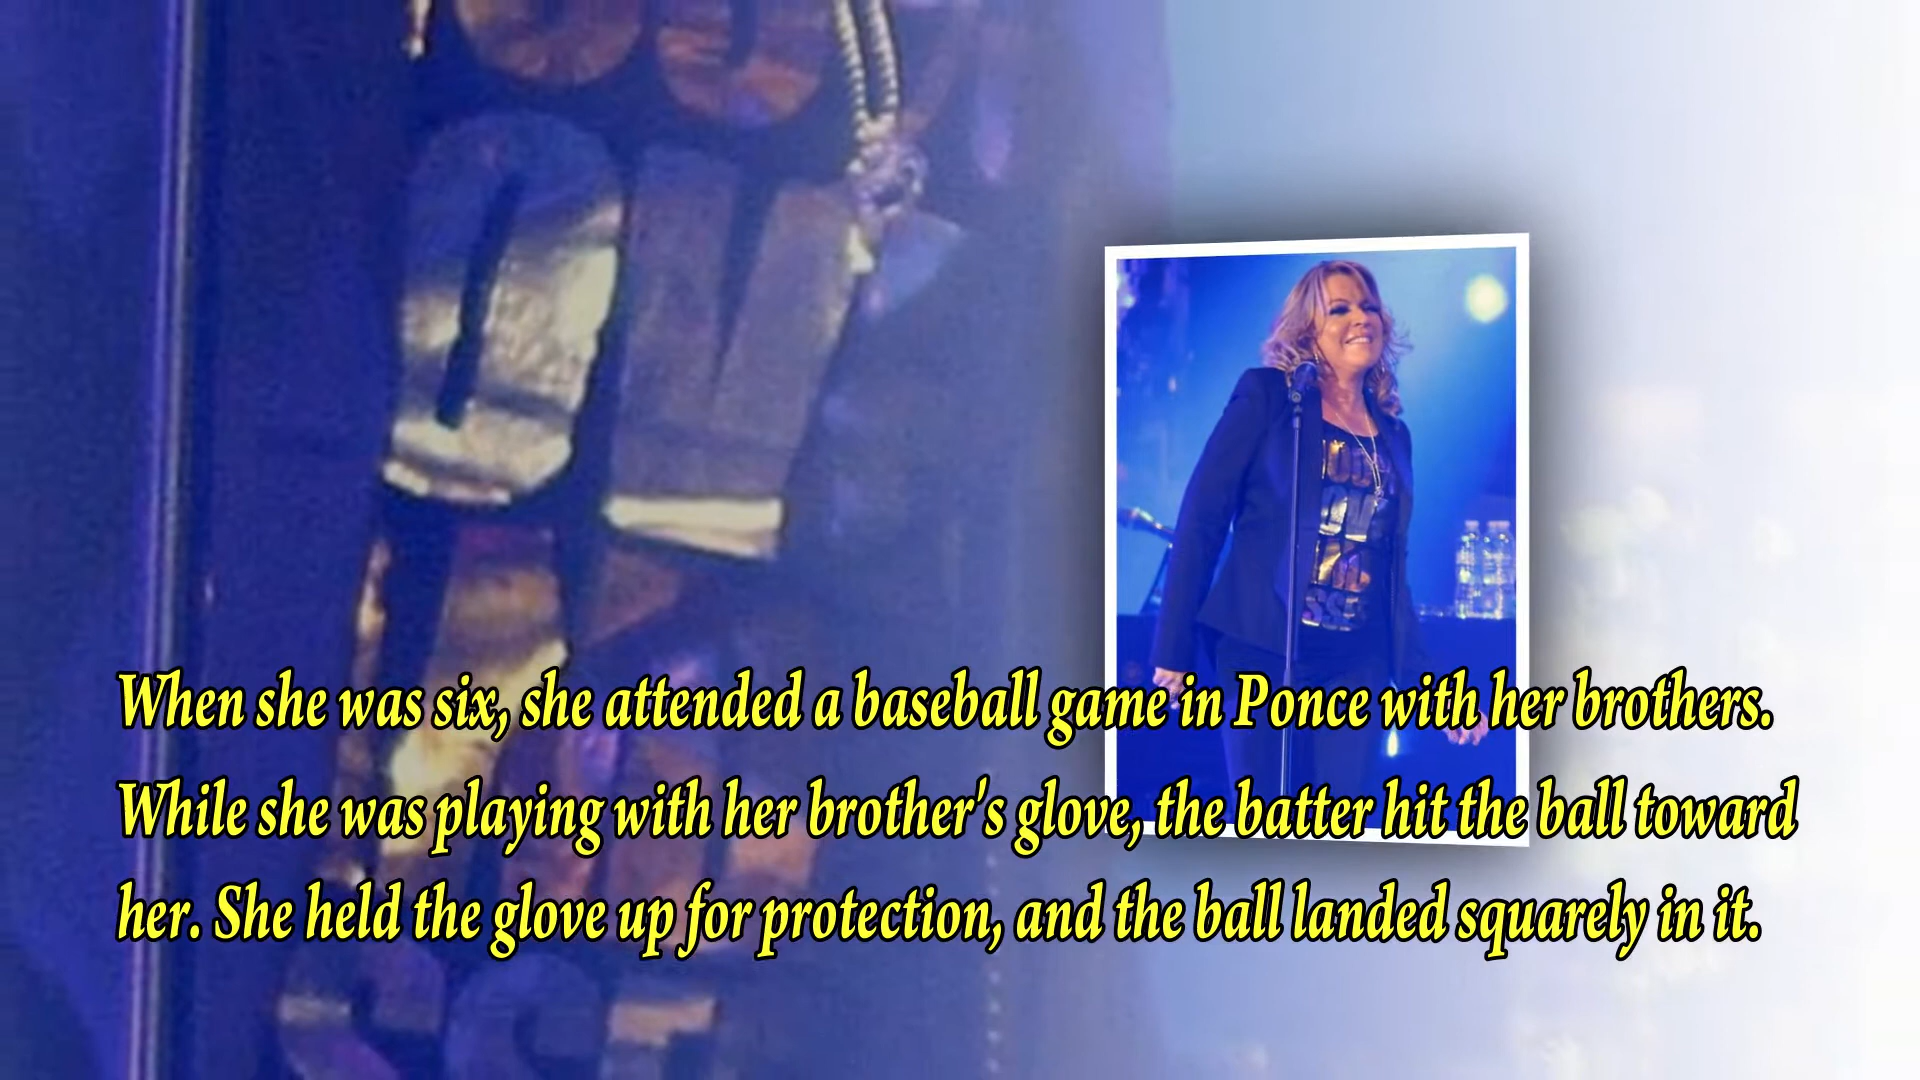 When she was six, she attended a baseball game in Ponce with her brothers.
While she was playing with her brother's glove, the batter hit the ball toward
her. She held the glove up for protection, and the ball landed squarely in it.